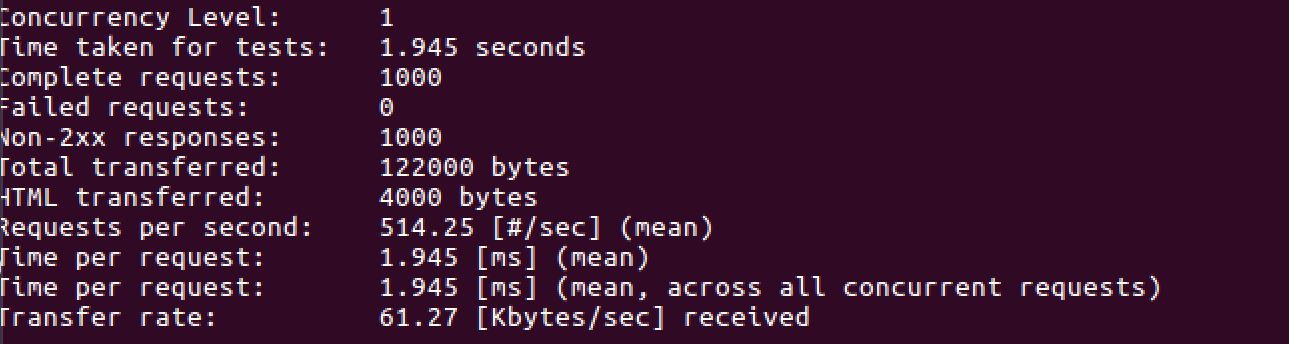 Concurrency Level: 1
Time taken for tests: 1.945 seconds
Complete requests: 1000
Failed requests: 0
Non-2xx responses: 1000
Total transferred: 122000 bytes
HTML transferred: 4000 bytes
Requests per second: 514.25 [#/sec] (mean)
Time per request: 1.945 [ms] (mean)
Time per request: 1.945 [ms] (mean, across all concurrent requests)
Transfer rate: 61.27 [Kbytes/sec] received